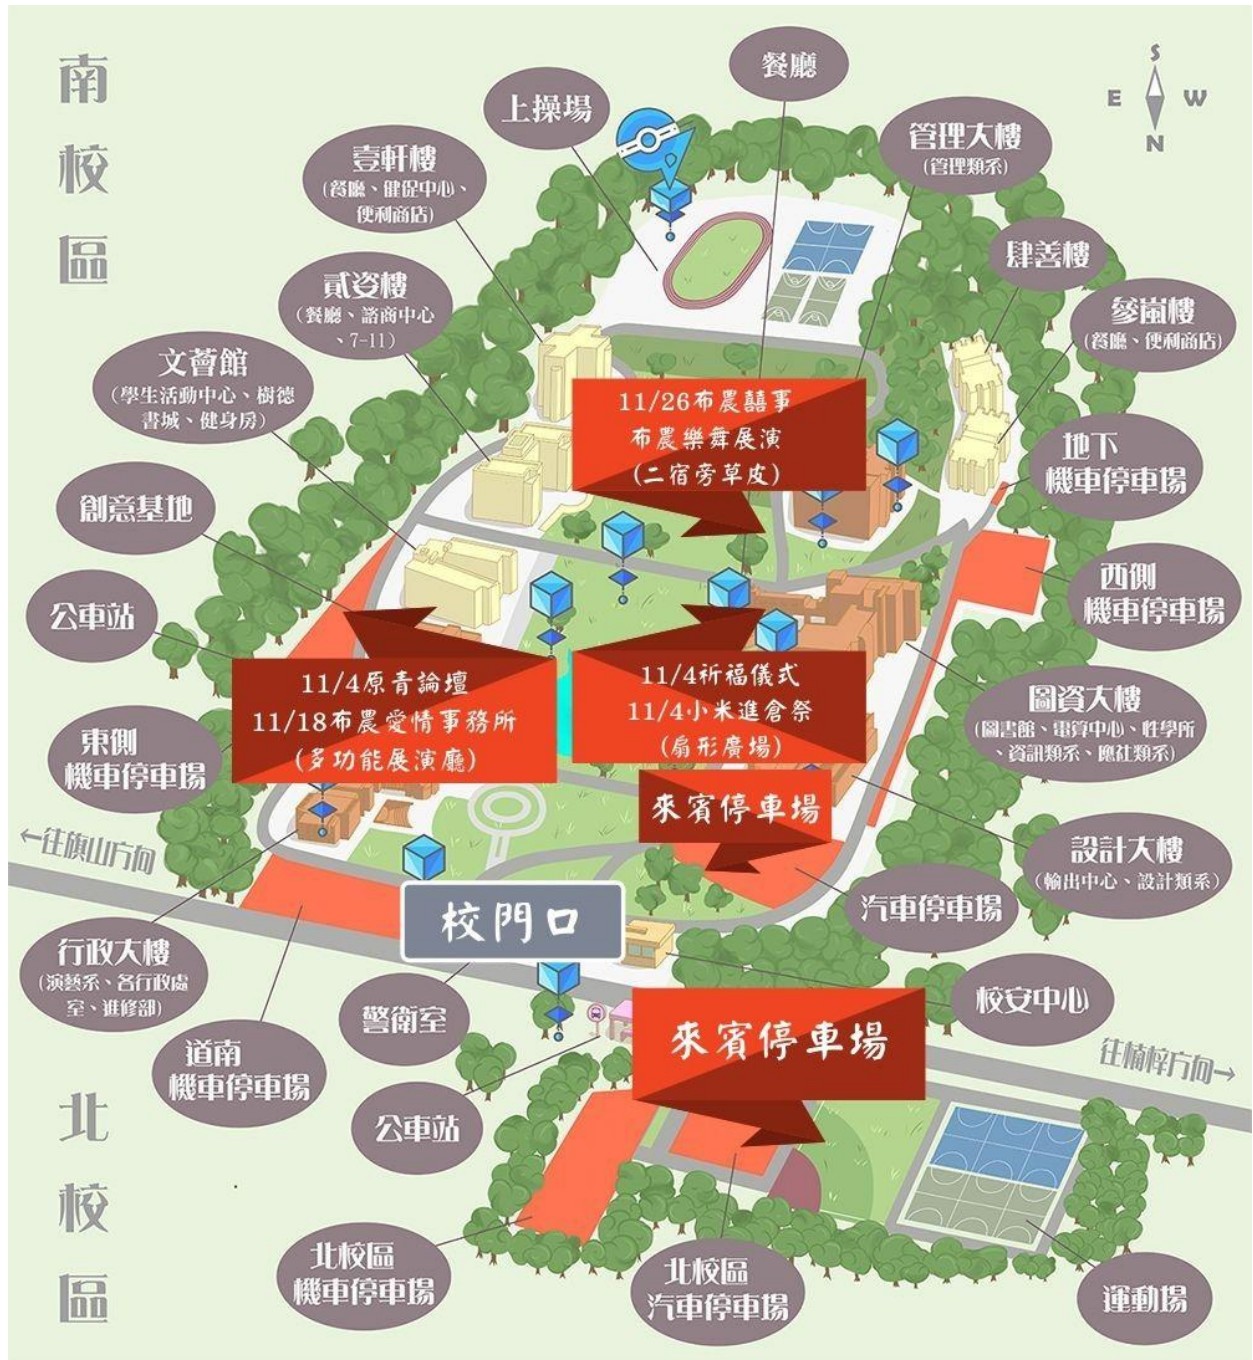 南
校
區
餐廳
S
E W
N
上操場
管理大樓
(管理類系)
壹軒樓
(餐廳、健促中心、
便利商店)
肆善樓
貳姿樓
(餐廳、諮商中心
、7-11)
參嵐樓
(餐廳、便利商店)
文薈館
(學生活動中心、樹德
書城、健身房)
11/26布農囍事
布農樂舞展演
(二宿旁草皮)
地下
機車停車場
創意基地
西側
機車停車場
公車站
11/4原青論壇
11/18布農愛情事務所
(多功能展演廳)
11/4祈福儀式
11/4小米進倉祭
(扇形廣場)
圖資大樓
(圖書館、電算中心、性學所
、資訊類系、應社類系)
東側
機車停車場
來賓停車場
←往旗山方向
設計大樓
(輸出中心、設計類系)
汽車停車場
校門口
行政大樓
(演藝系、各行政處
室、進修部)
警衛室
校安中心
道南
機車停車場
來賓停車場
往楠梓方向→
公車站
北
校
區
北校區
機車停車場
北校區
汽車停車場
運動場